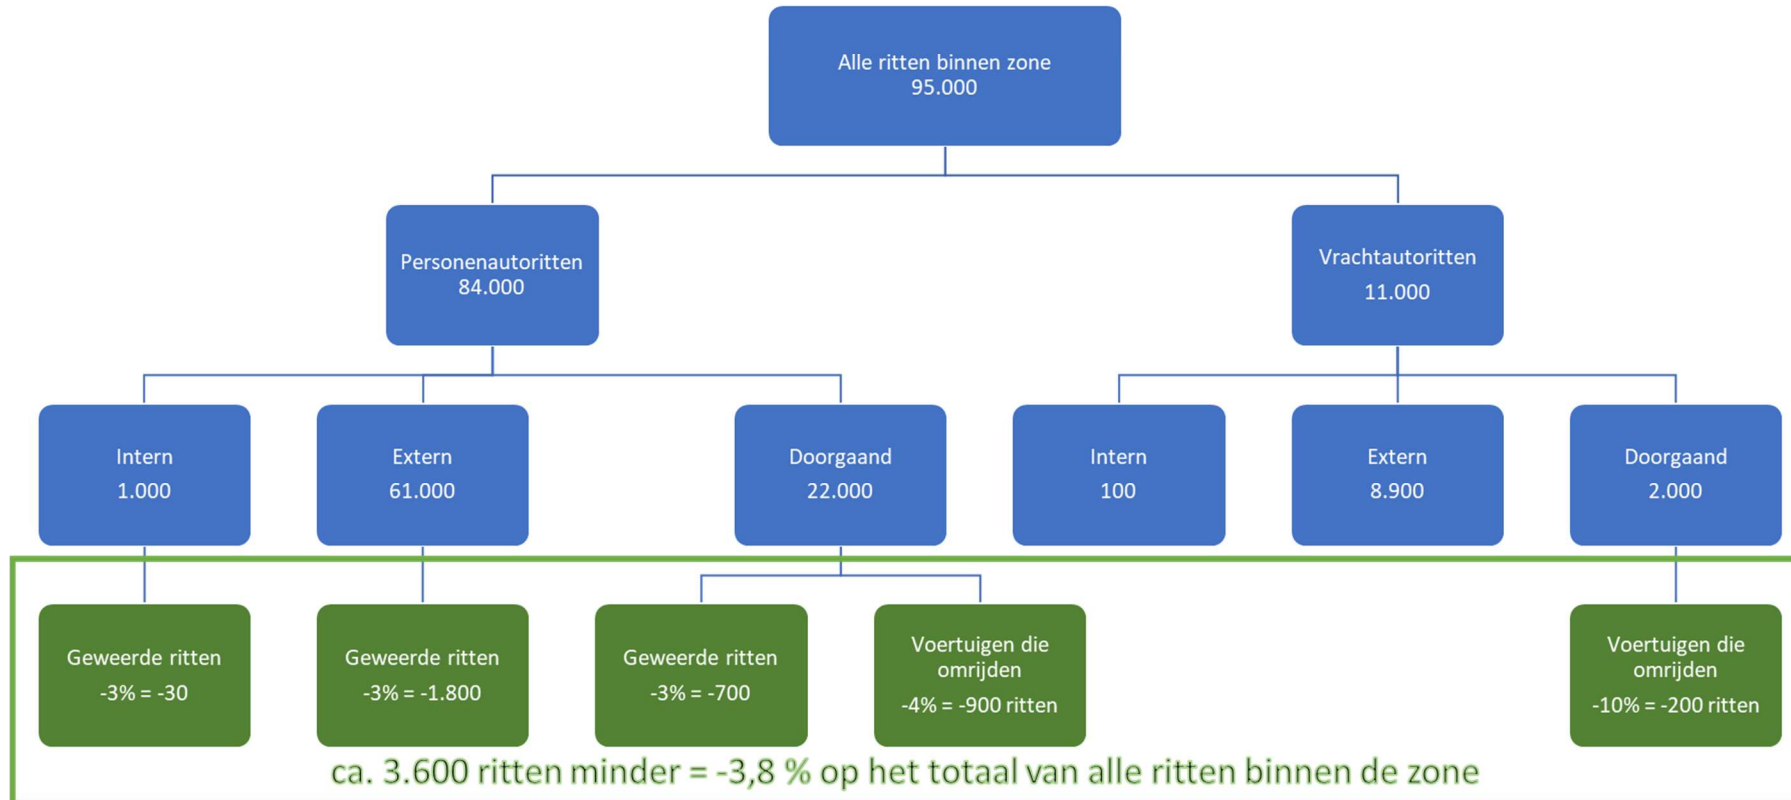 Alle ritten binnen zone
95.000
Personenautoritten
84.000
Vrachtautoritten
11.000
Intern
1.000
Extern
61.000
Doorgaand
22.000
Intern
100
Extern
8.900
Doorgaand
2.000
Geweerde ritten
-3% = -30
Geweerde ritten
-3% = -1.800
Geweerde ritten
-3% = -700
Voertuigen die
omrijden
-4% = -900 ritten
Voertuigen die
omrijden
-10% = -200 ritten
ca. 3.600 ritten minder = -3,8 % op het totaal van alle ritten binnen de zone